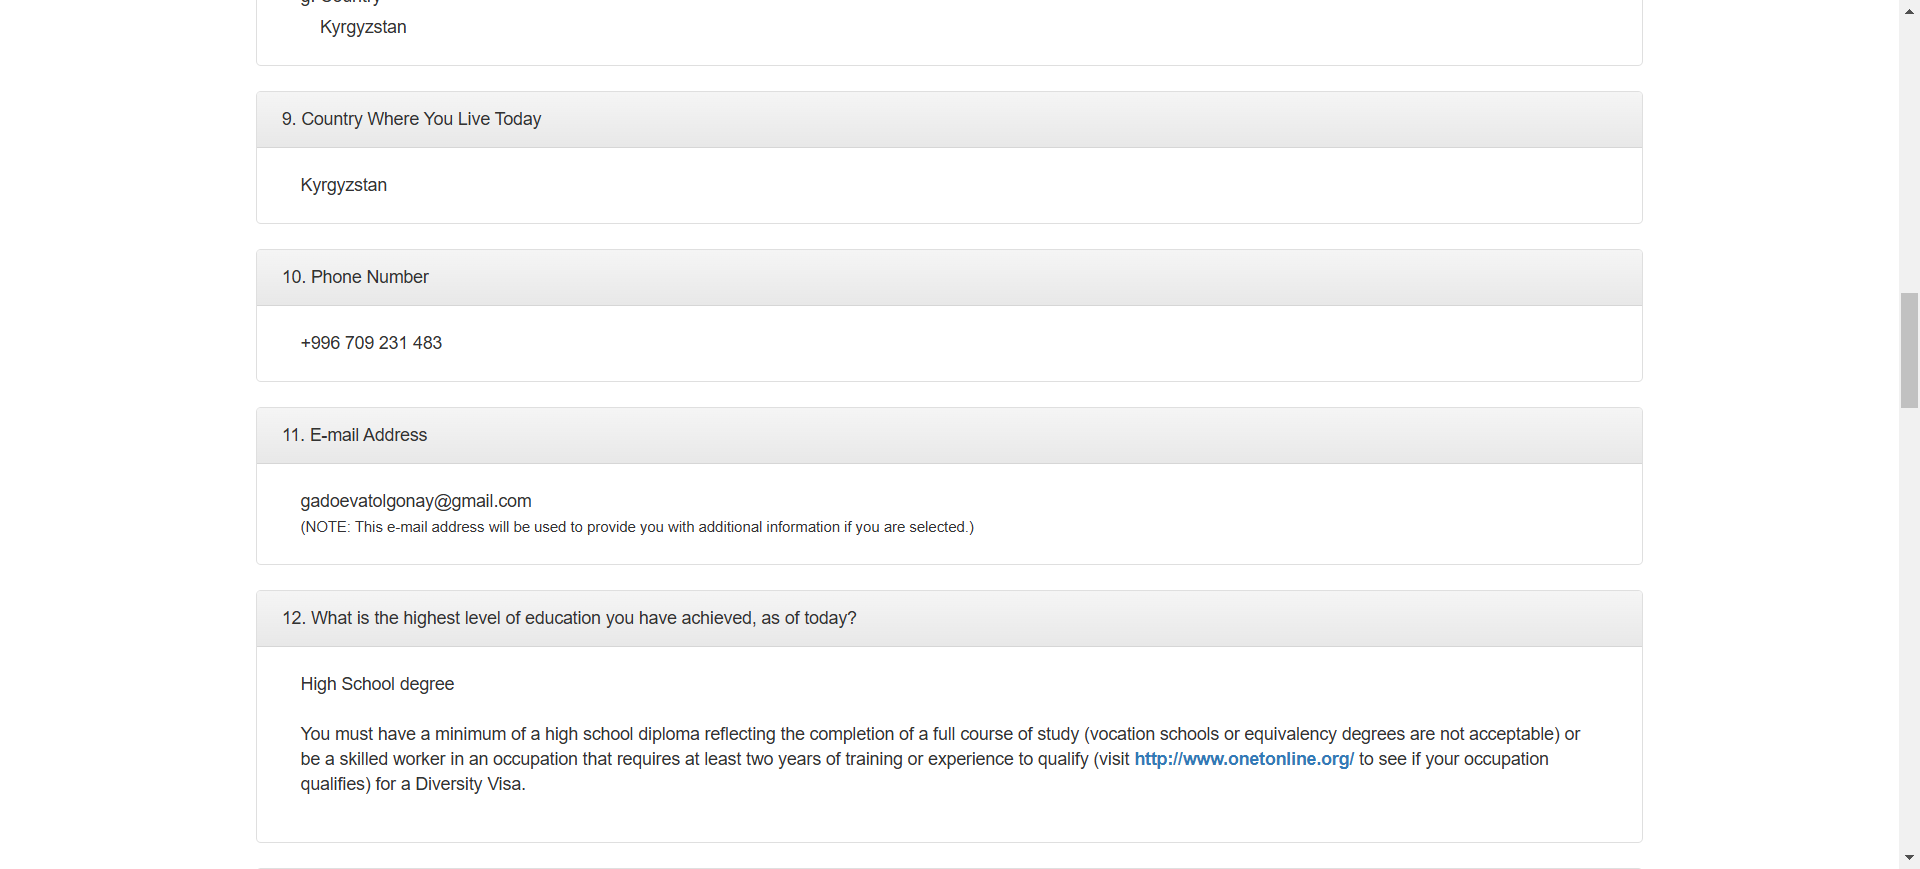 g. Country
Kyrgyzstan
9. Country Where You Live Today
Kyrgyzstan
10. Phone Number
+996 709 231 483
11. E-mail Address
gadoevatolgonay@gmail.com
(NOTE: This e-mail address will be used to provide you with additional information if you are selected.)
12. What is the highest level of education you have achieved, as of today?
High School degree
You must have a minimum of a high school diploma reflecting the completion of a full course of study (vocation schools or equivalency degrees are not acceptable) or
be a skilled worker in an occupation that requires at least two years of training or experience to qualify (visit http://www.onetonline.org/ to see if your occupation
qualifies) for a Diversity Visa.